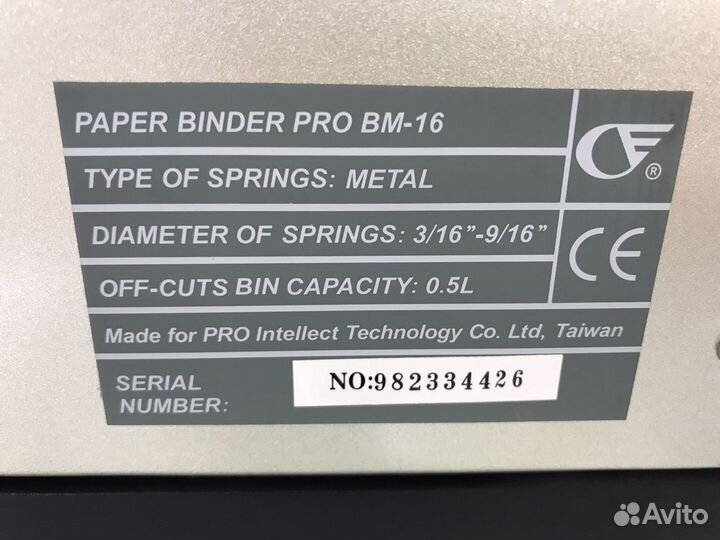 PAPER BINDER PRO BM-16
®
TYPE OF SPRINGS: METAL
DIAMETER OF SPRINGS: 3/16”-9/16”
CE
OFF-CUTS BIN CAPACITY: 0.5L
Made for PRO Intellect Technology Co. Ltd, Taiwan
SERIAL NUMBER:
NO:982334426
Avito